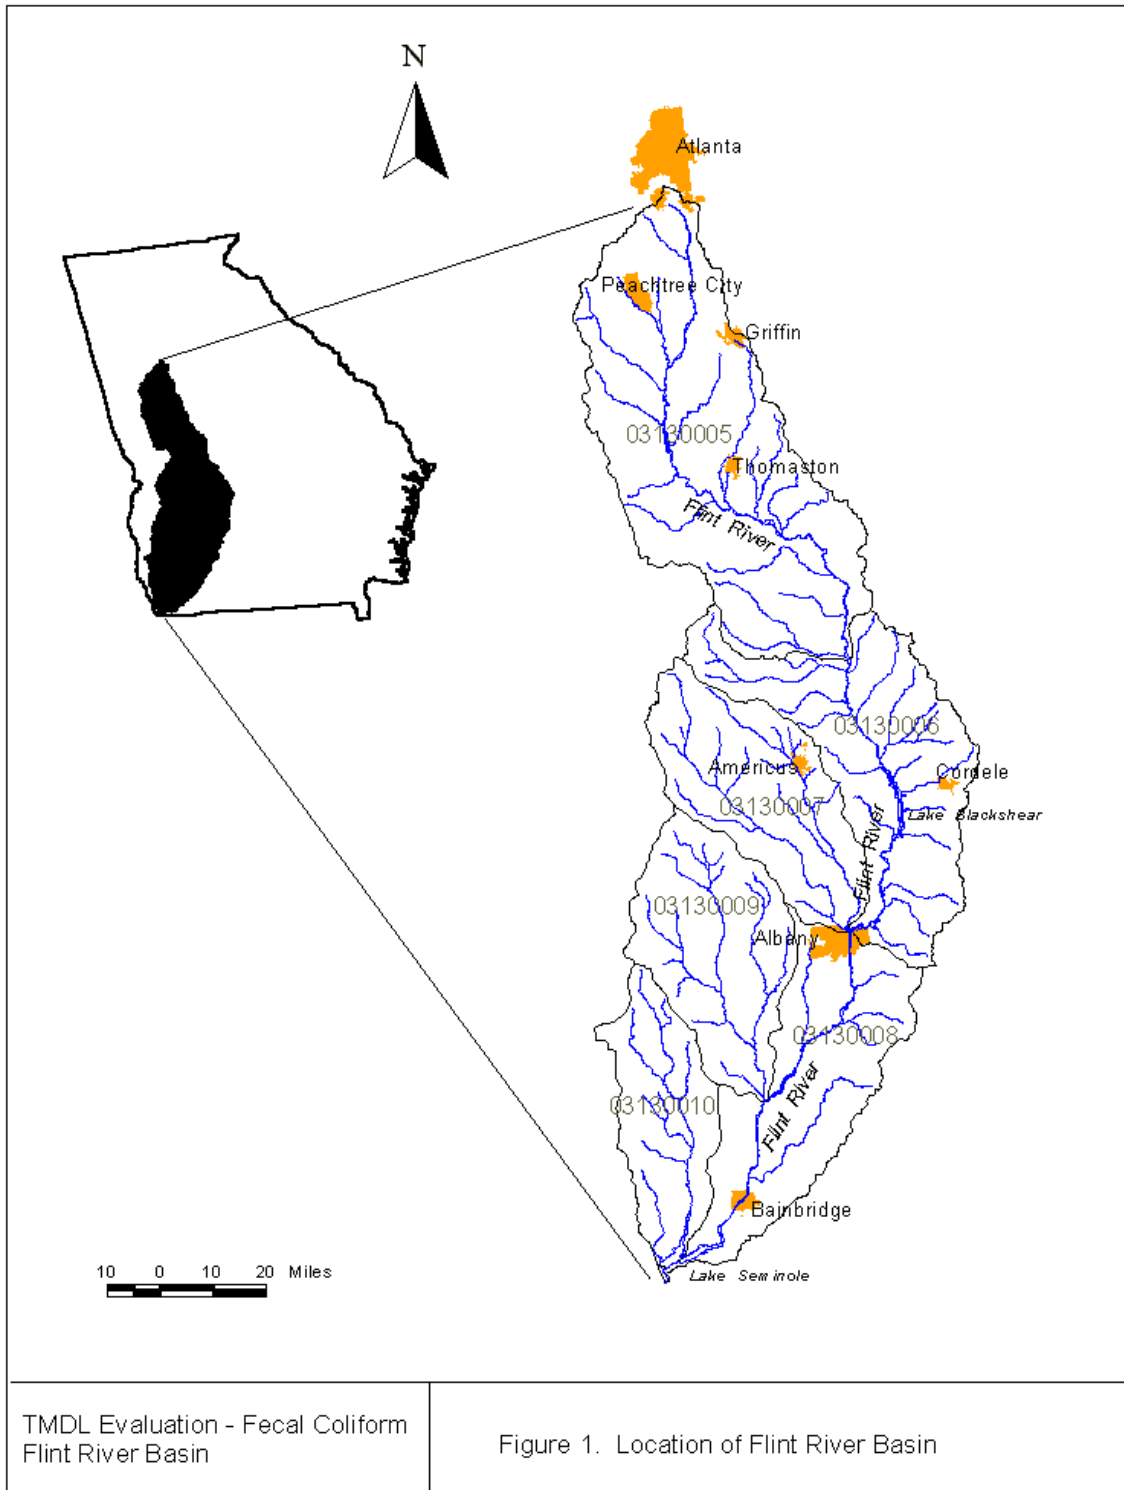 N
Atlanta
Peachtree City
Griffin
03130005
Thomaston
Flint River
03130006
Americus
Cordele
03130007
Lake Blackshear
Flint River
03130009
Albany
03130008
Flint River
03130010
Bainbridge
10 0 10 20 Miles
Lake Seminole
TMDL Evaluation - Fecal Coliform
Flint River Basin
Figure 1. Location of Flint River Basin